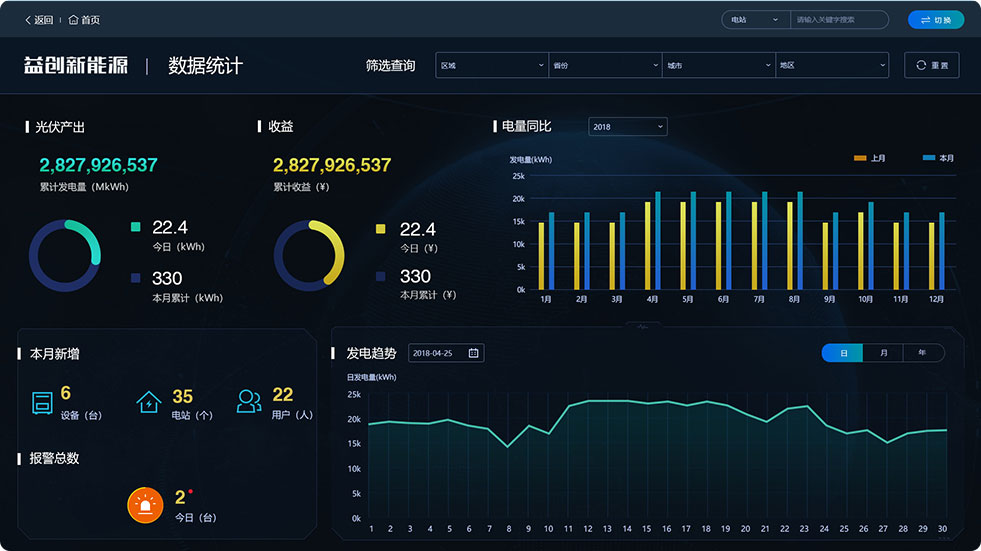 返回 首页 电站 请输入关键字搜索 切换
益创新能源 | 数据统计 筛选查询 区域 省份 城市 地区 重置
光伏产出
2,827,926,537
累计发电量（MkWh）
22.4
今日（kWh）
330
本月累计（kWh）
收益
2,827,926,537
累计收益（¥）
22.4
今日（¥）
330
本月累计（¥）
电量同比 2018
发电量(kWh) 上月 本月
25k
20k
15k
10k
5k
0k
1月 2月 3月 4月 5月 6月 7月 8月 9月 10月 11月 12月
本月新增
6
设备（台）
35
电站（个）
22
用户（人）
报警总数
2
今日（台）
发电趋势 2018-04-25 日 月 年
日发电量(kWh)
25k
20k
15k
10k
5k
0k
1 2 3 4 5 6 7 8 9 10 11 12 13 14 15 16 17 18 19 20 21 22 23 24 25 26 27 28 29 30